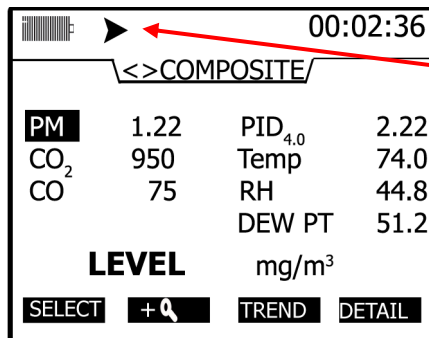 00:02:36
<>COMPOSITE/
PM 1.22 PID4.0 2.22
CO2 950 Temp 74.0
CO 75 RH 44.8
DEW PT 51.2
LEVEL mg/m³
SELECT + TREND DETAIL